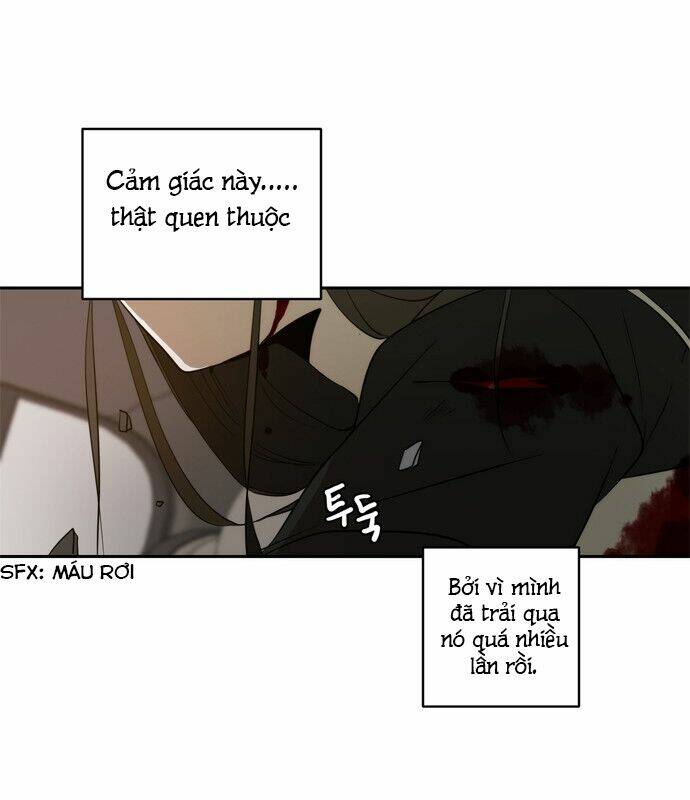 Cảm giác này.....
thật quen thuộc
투둑
SFX: MÁU RƠI
Bởi vì mình
đã trải qua
nó quá nhiều
lần rồi.